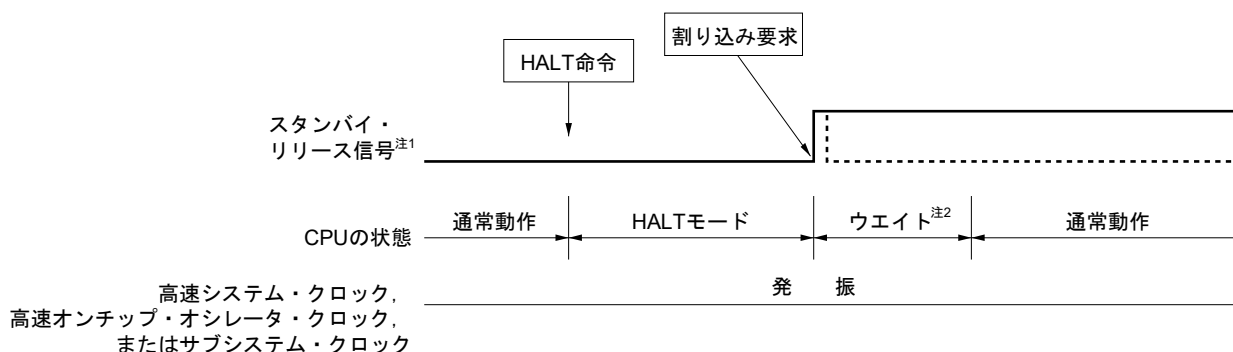 割り込み要求
HALT命令
スタンバイ・
リリース信号注1
CPUの状態
通常動作
HALTモード
ウエイト注2
通常動作
高速システム・クロック,
高速オンチップ・オシレータ・クロック,
またはサブシステム・クロック
発 振